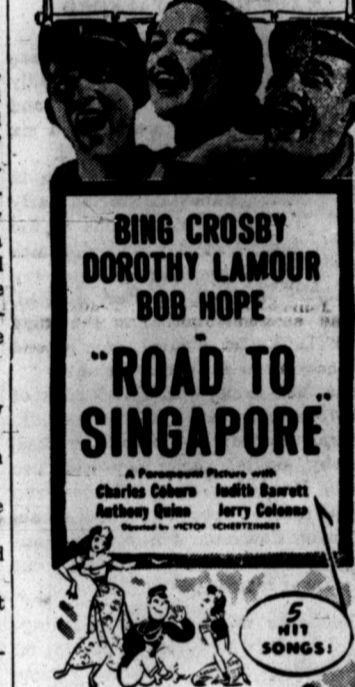 BING CROSBY
DOROTHY LAMOUR
BOB HOPE
in
"ROAD TO
SINGAPORE"
A Paramount Picture with
Charles Coburn Judith Barrett
Anthony Quinn Jerry Colonna
Directed by VICTOR SCHERTZINGER
5
HIT
SONGS!